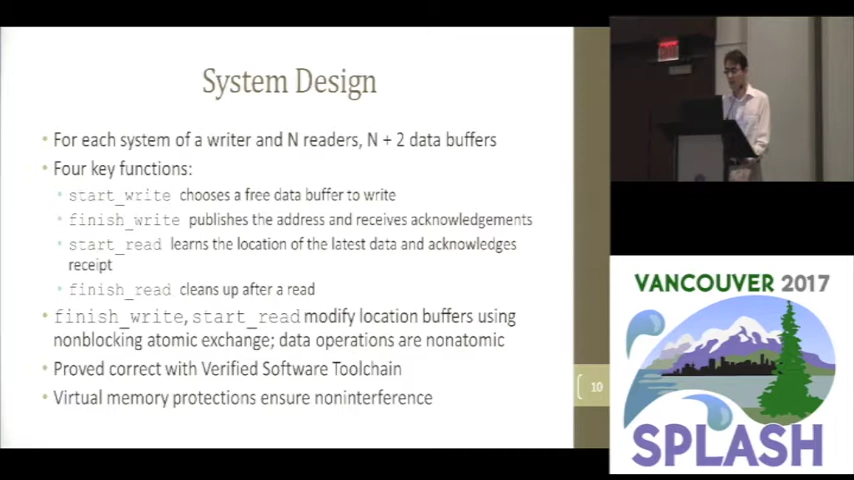 System Design
• For each system of a writer and N readers, N + 2 data buffers
• Four key functions:
• start_write chooses a free data buffer to write
• finish_write publishes the address and receives acknowledgements
• start_read learns the location of the latest data and acknowledges
receipt
• finish_read cleans up after a read
• finish_write, start_read modify location buffers using
nonblocking atomic exchange; data operations are nonatomic
• Proved correct with Verified Software Toolchain
• Virtual memory protections ensure noninterference
10
VANCOUVER 2017
SPLASH